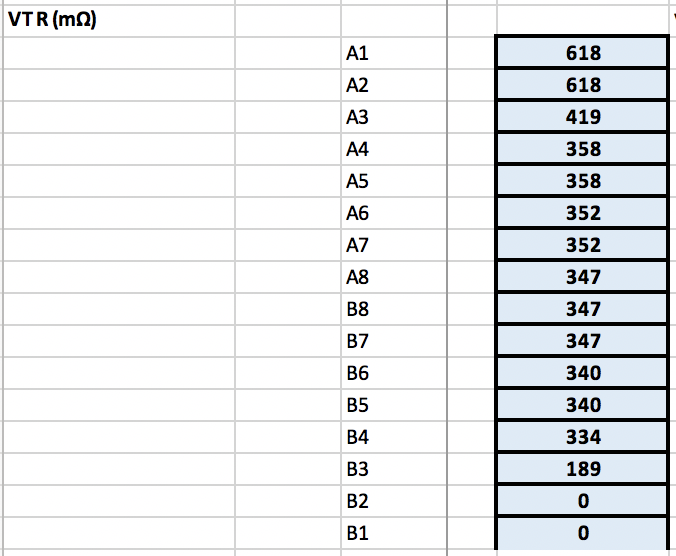 VT R (mΩ)
A1 618
A2 618
A3 419
A4 358
A5 358
A6 352
A7 352
A8 347
B8 347
B7 347
B6 340
B5 340
B4 334
B3 189
B2 0
B1 0